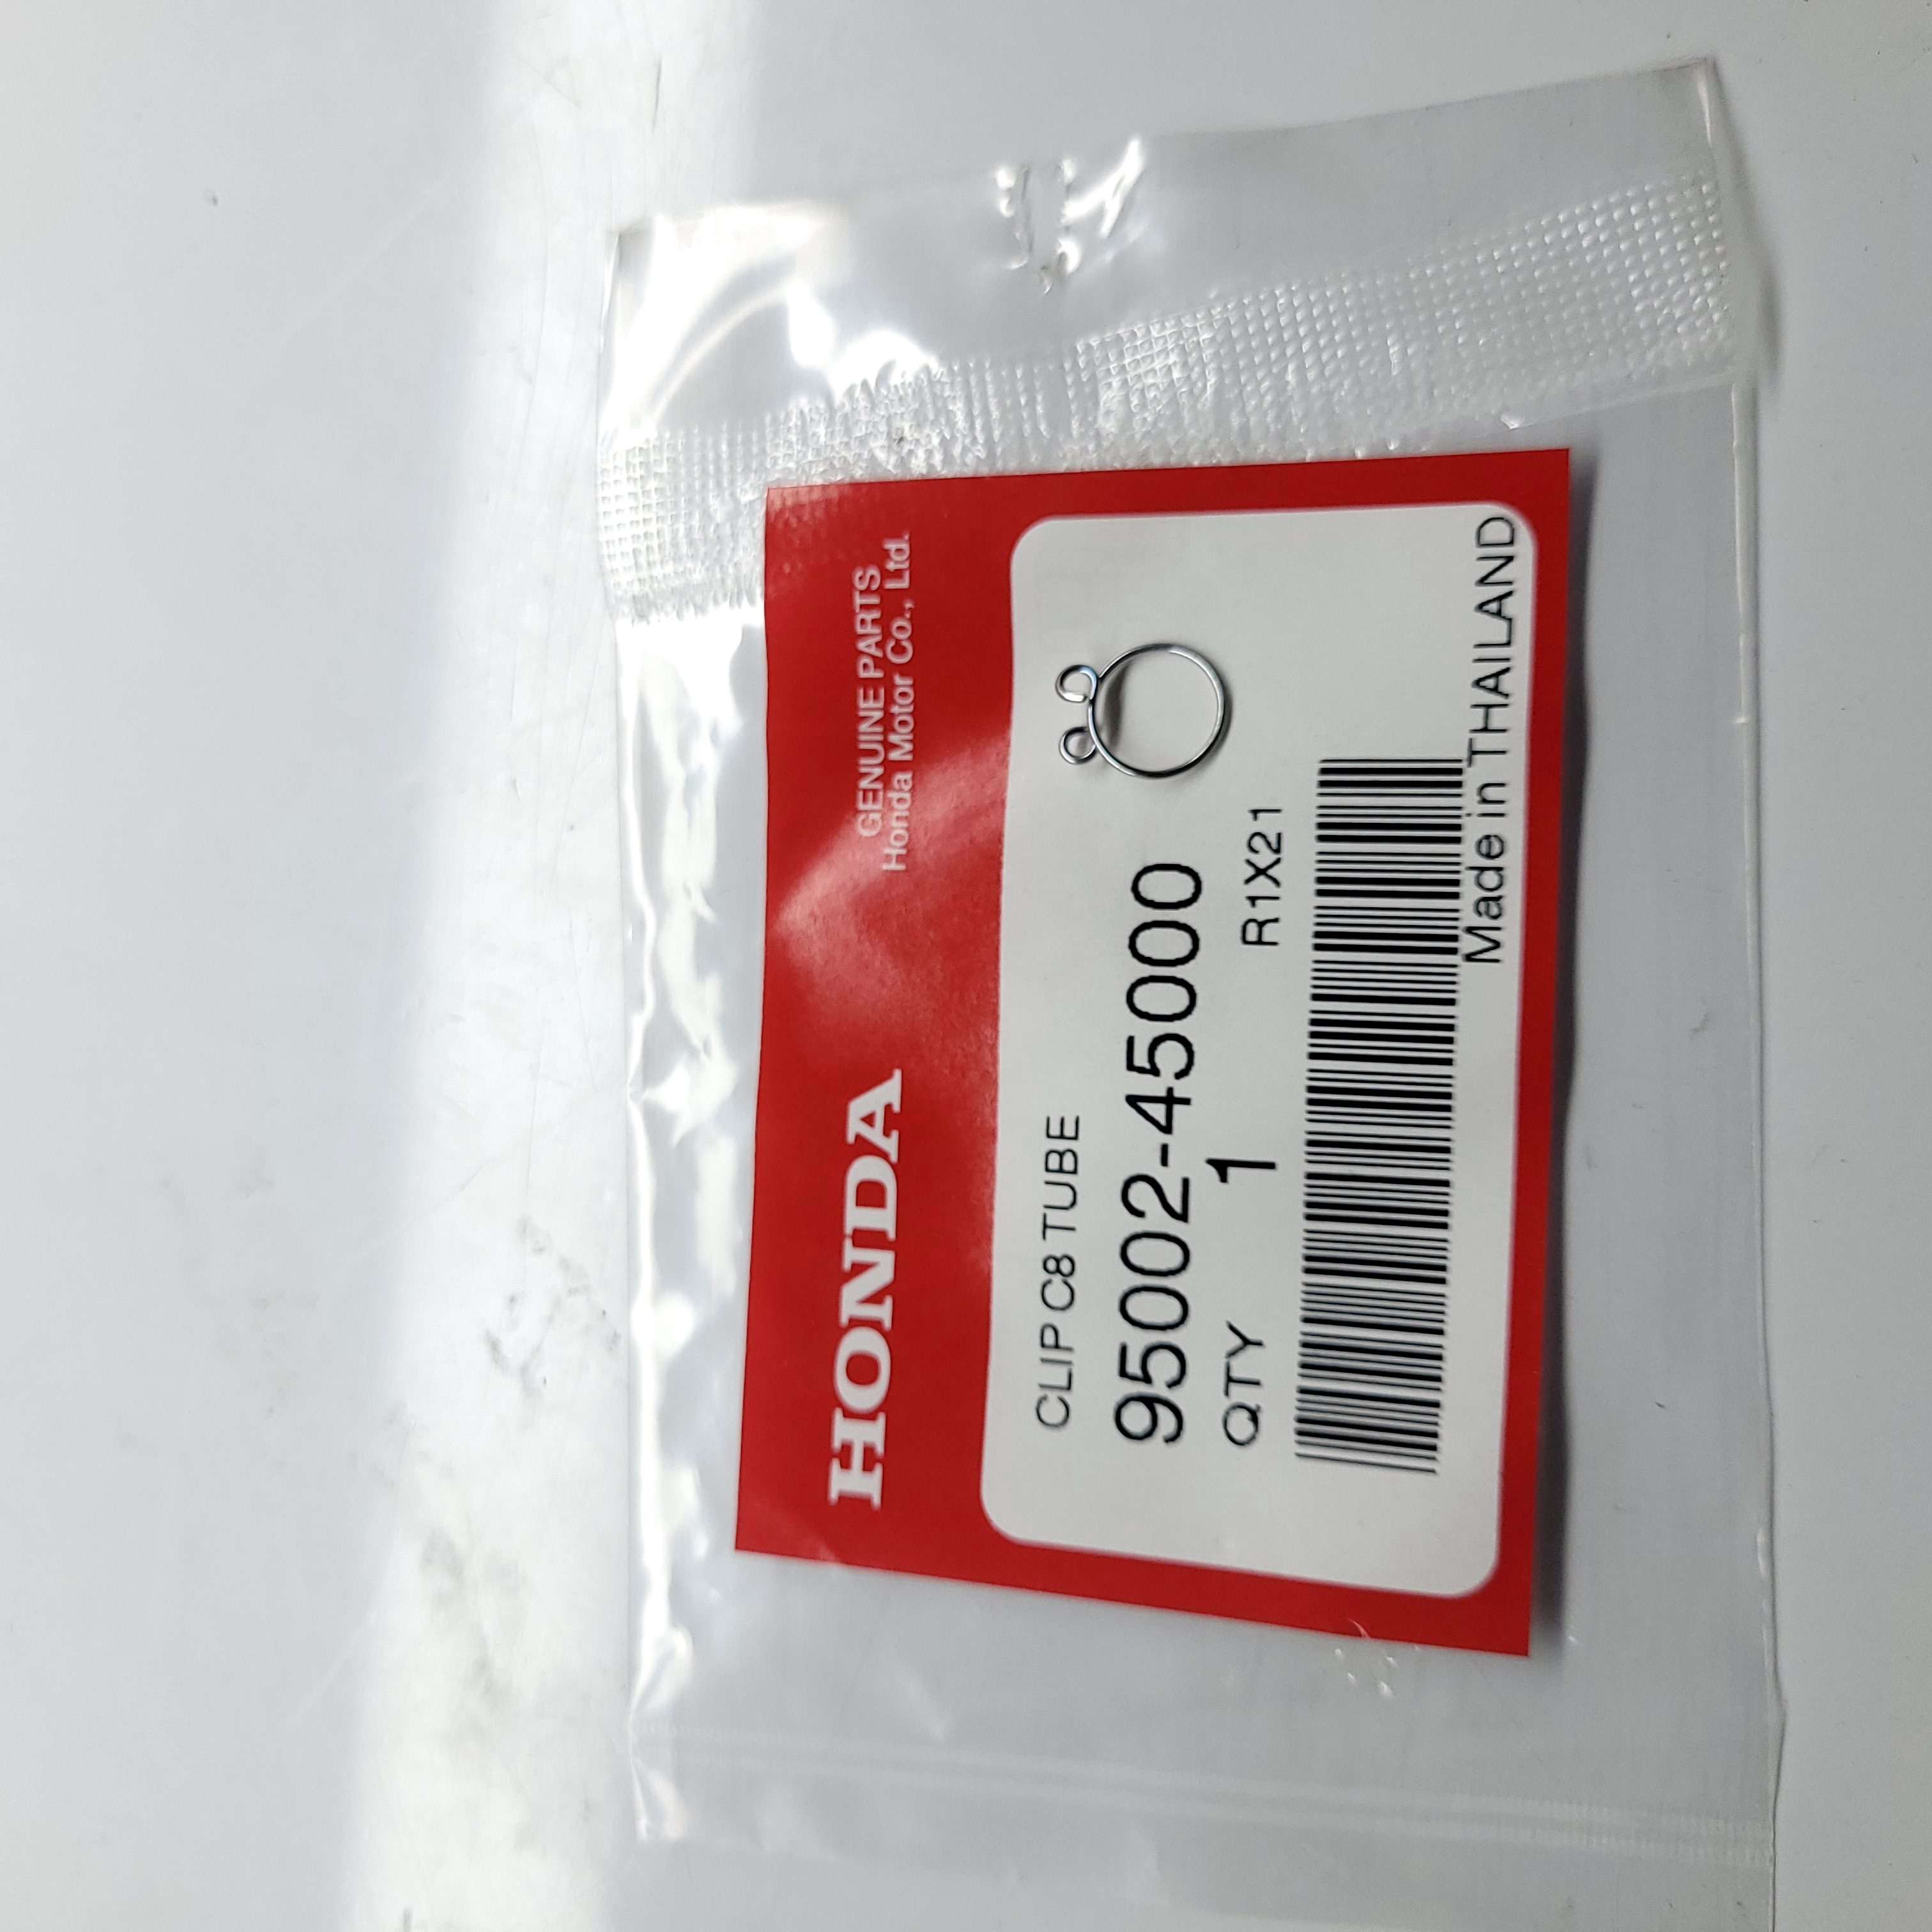 HONDA
GENUINE PARTS
Honda Motor Co., Ltd.
CLIP C8 TUBE
95002-45000
QTY 1 R1X21
Made in THAILAND